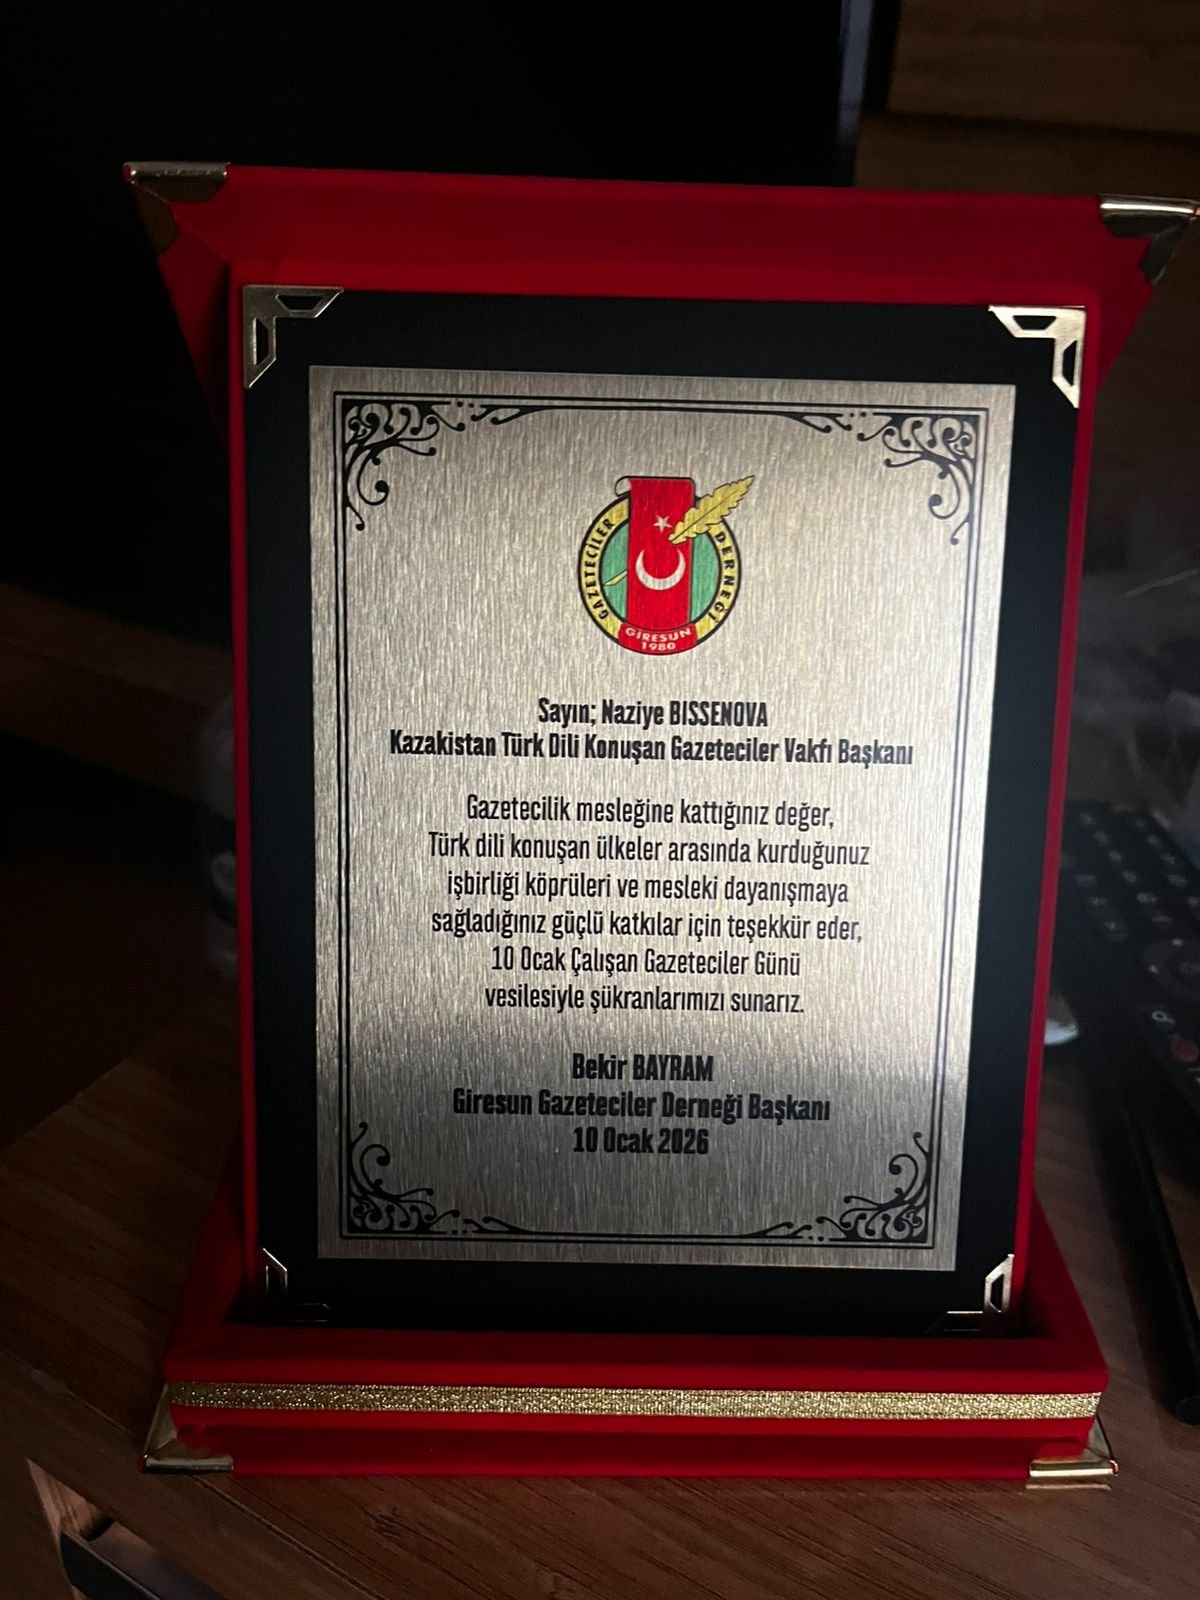 GAZETECİLER DERNEĞİ
GİRESUN
1980
Sayın; Naziye BISSENOVA
Kazakistan Türk Dili Konuşan Gazeteciler Vakfı Başkanı
Gazetecilik mesleğine kattığınız değer,
Türk dili konuşan ülkeler arasında kurduğunuz
işbirliği köprüleri ve mesleki dayanışmaya
sağladığınız güçlü katkılar için teşekkür eder,
10 Ocak Çalışan Gazeteciler Günü
vesilesiyle şükranlarımızı sunarız.
Bekir BAYRAM
Giresun Gazeteciler Derneği Başkanı
10 Ocak 2026